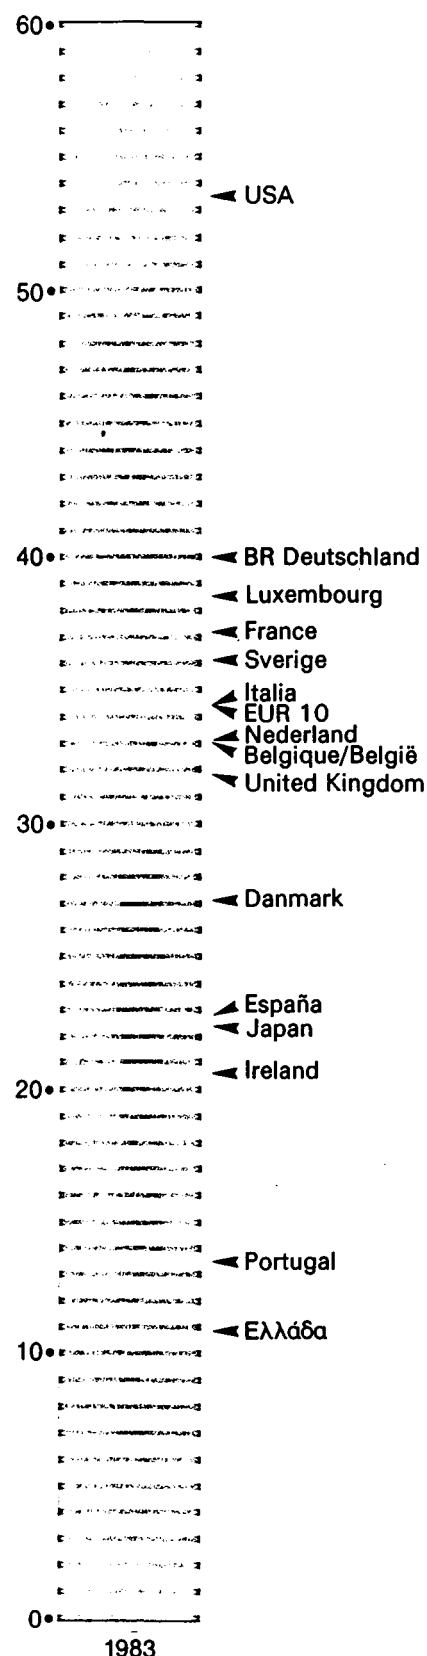 60
USA
50
40
BR Deutschland
Luxembourg
France
Sverige
Italia
EUR 10
Nederland
Belgique/België
United Kingdom
30
Danmark
España
Japan
Ireland
20
Portugal
Ελλάδα
10
0
1983